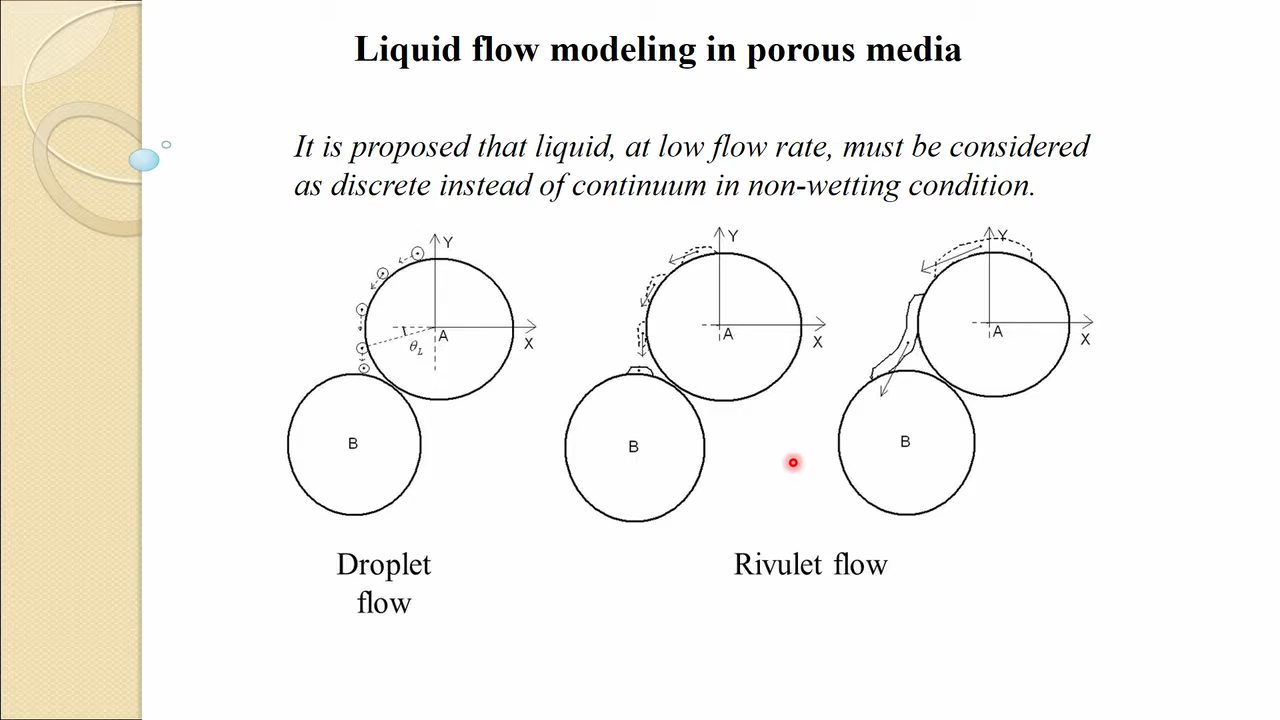 Liquid flow modeling in porous media
It is proposed that liquid, at low flow rate, must be considered
as discrete instead of continuum in non-wetting condition.
Y
A
X
θL
B
Y
A
X
B
Y
A
X
B
Droplet
flow
Rivulet flow